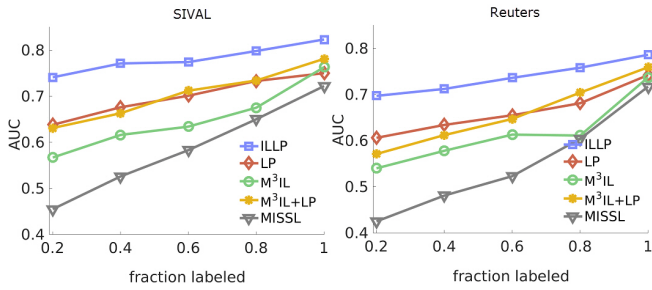 SIVAL
0.8
0.7
0.6
0.5
0.4
AUC
ILLP
LP
M³IL
M³IL+LP
MISSL
0.2 0.4 0.6 0.8 1
fraction labeled
Reuters
0.8
0.7
0.6
0.5
0.4
AUC
ILLP
LP
M³IL
M³IL+LP
MISSL
0.2 0.4 0.6 0.8 1
fraction labeled